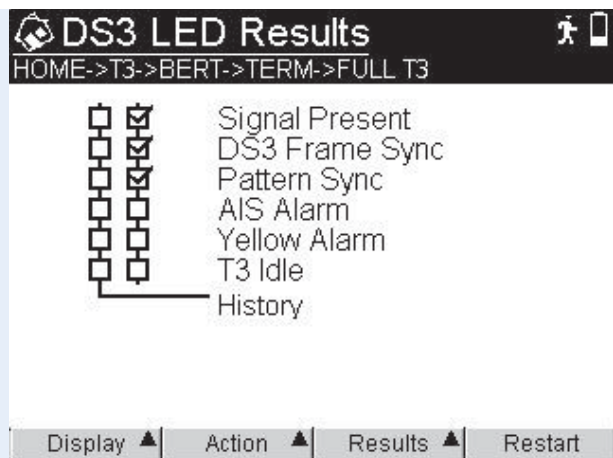 DS3 LED Results
HOME->T3->BERT->TERM->FULL T3
Signal Present
DS3 Frame Sync
Pattern Sync
AIS Alarm
Yellow Alarm
T3 Idle
History
Display Action Results Restart